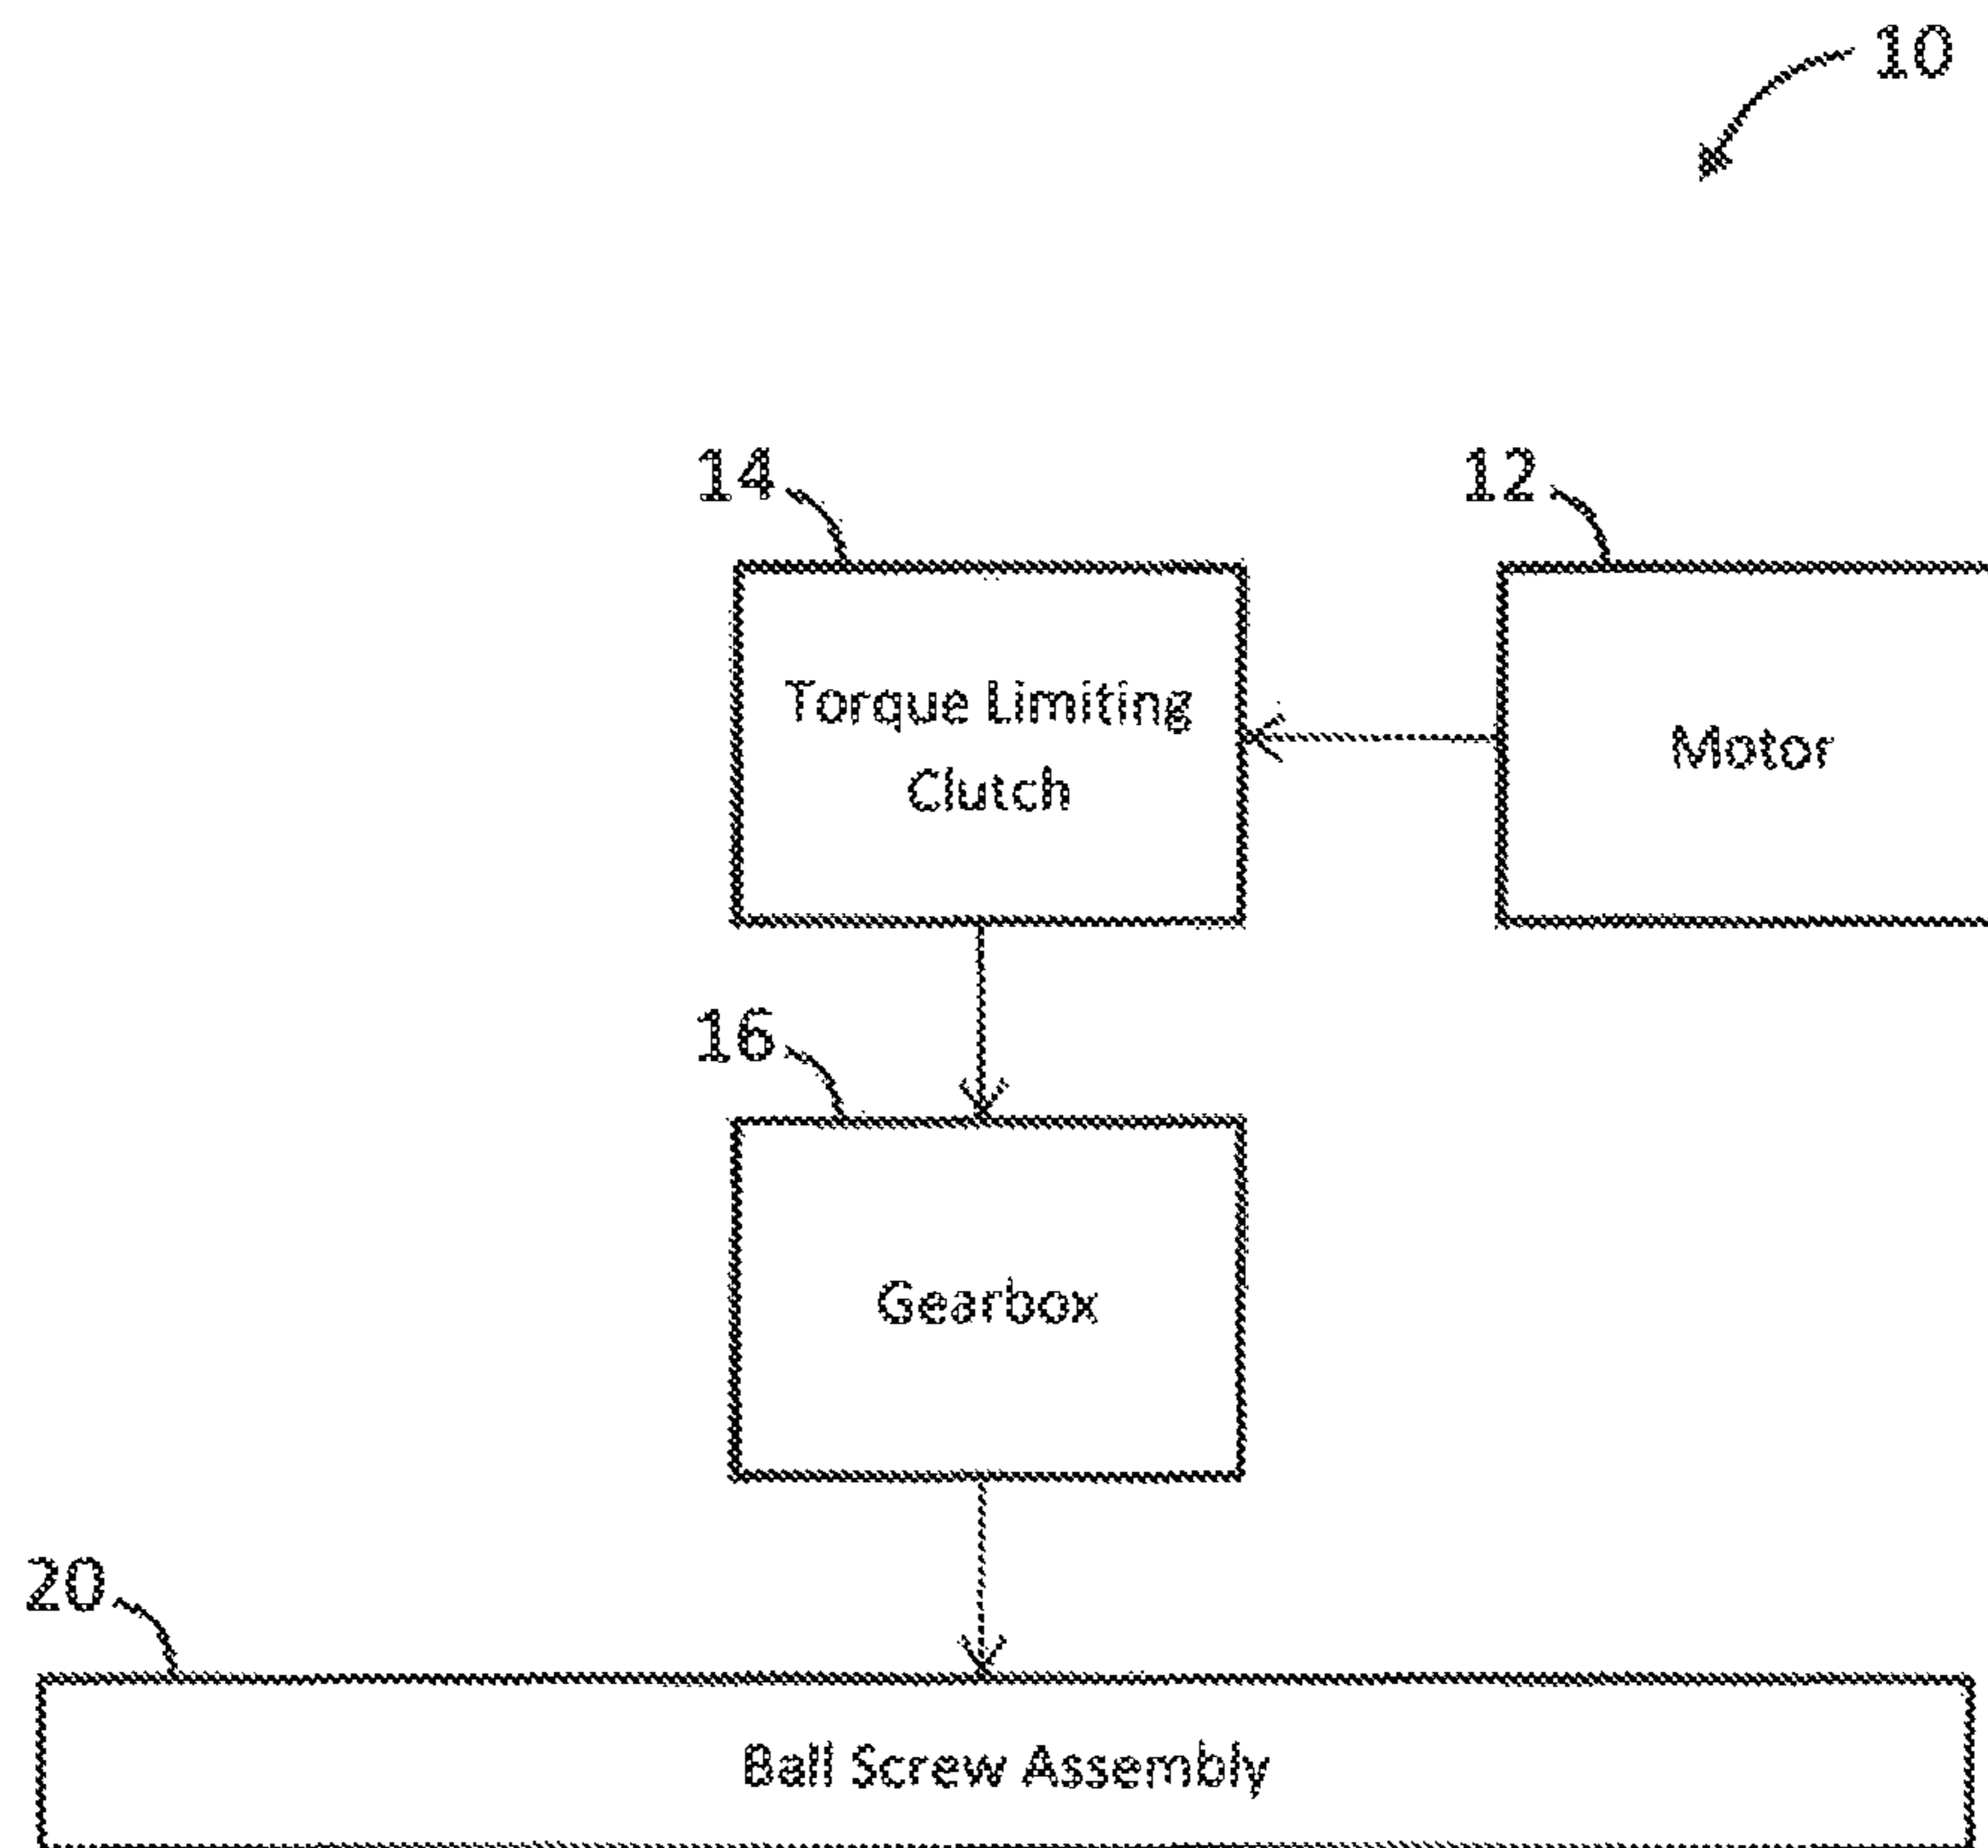 10
14
12
Torque Limiting
Clutch
Motor
16
Gearbox
20
Ball Screw Assembly